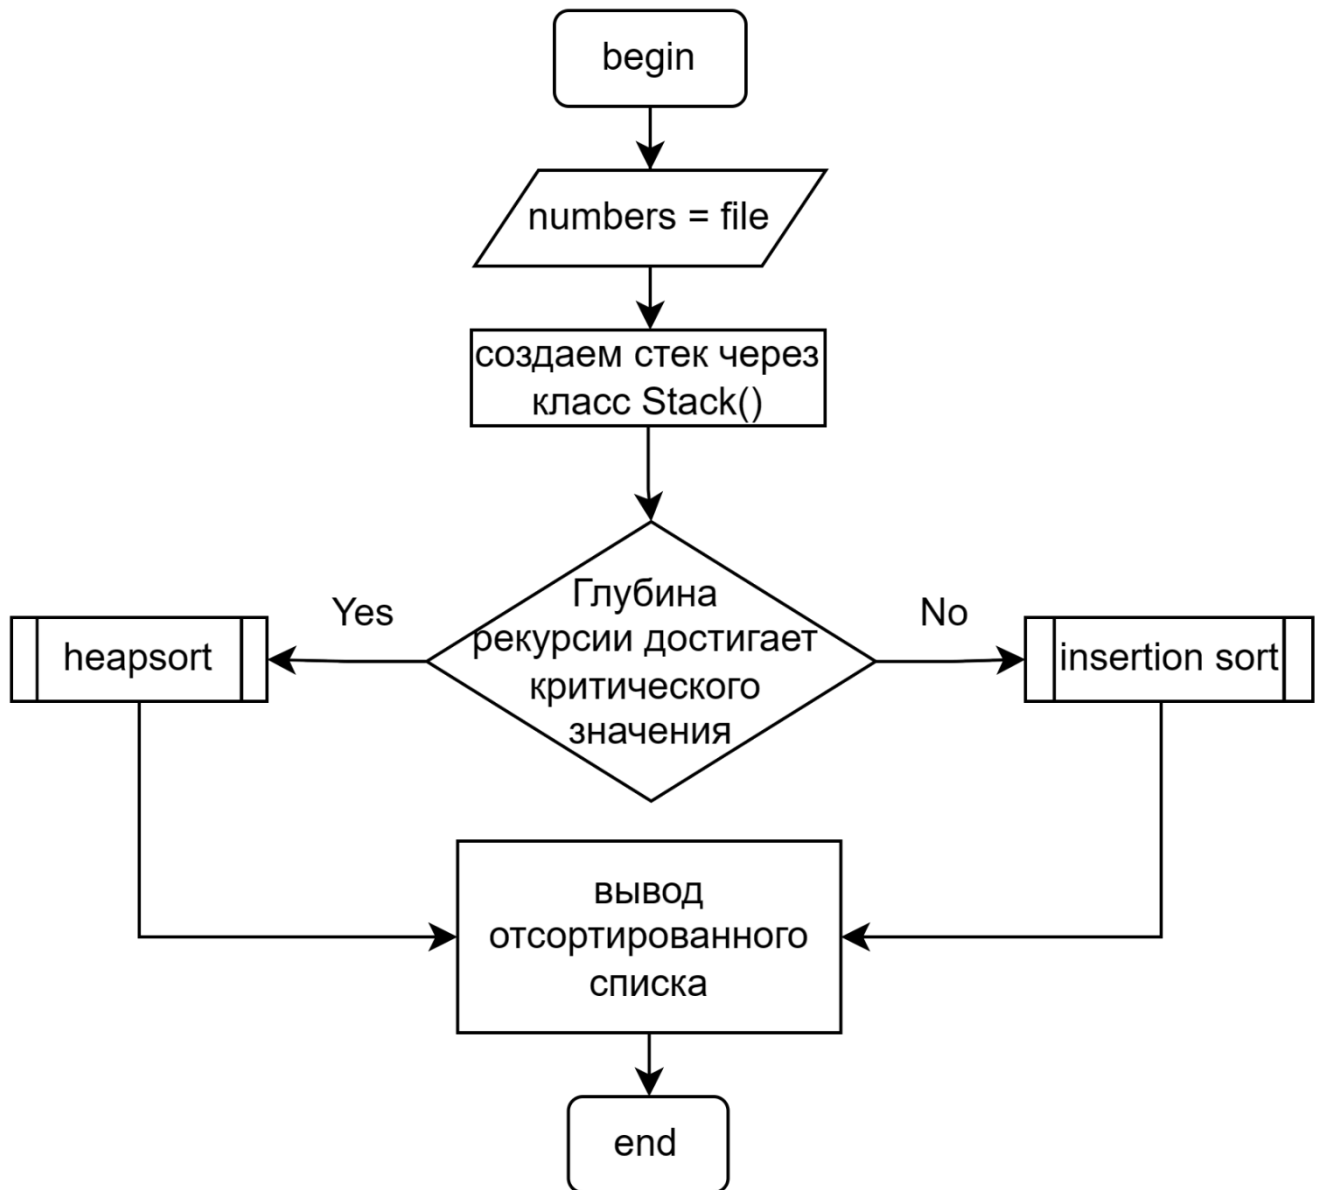 begin
numbers = file
создаем стек через
класс Stack()
Глубина
рекурсии достигает
критического
значения
Yes
No
heapsort
insertion sort
вывод
отсортированного
списка
end